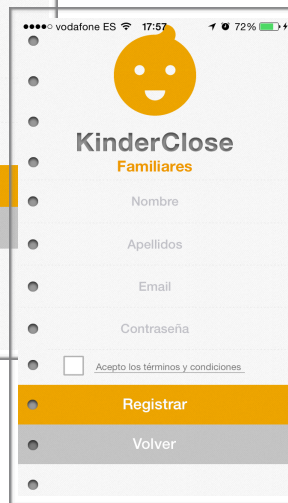 vodafone ES 17:57 72%
KinderClose
Familiares
Nombre
Apellidos
Email
Contraseña
Acepto los términos y condiciones
Registrar
Volver